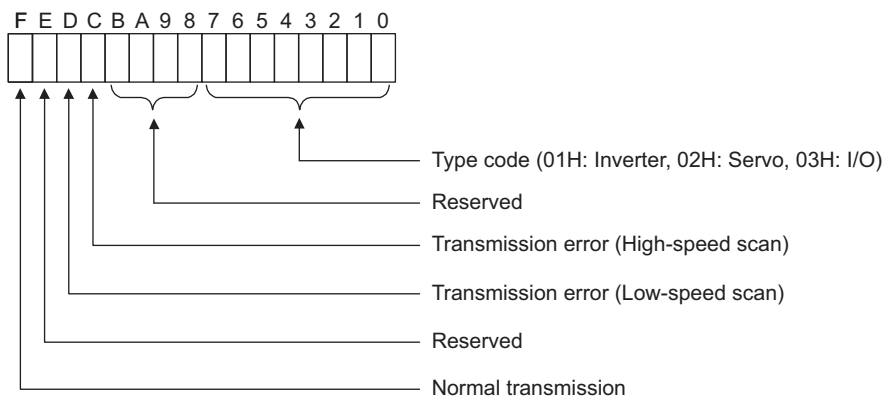 F E D C B A 9 8 7 6 5 4 3 2 1 0
Type code (01H: Inverter, 02H: Servo, 03H: I/O)
Reserved
Transmission error (High-speed scan)
Transmission error (Low-speed scan)
Reserved
Normal transmission